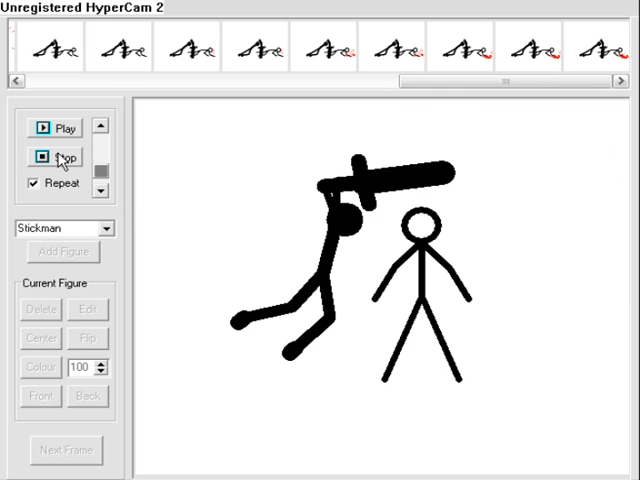 Unregistered HyperCam 2
Play
Stop
Repeat
Stickman
Add Figure
Current Figure
Delete Edit
Center Flip
Colour 100
Front Back
Next Frame